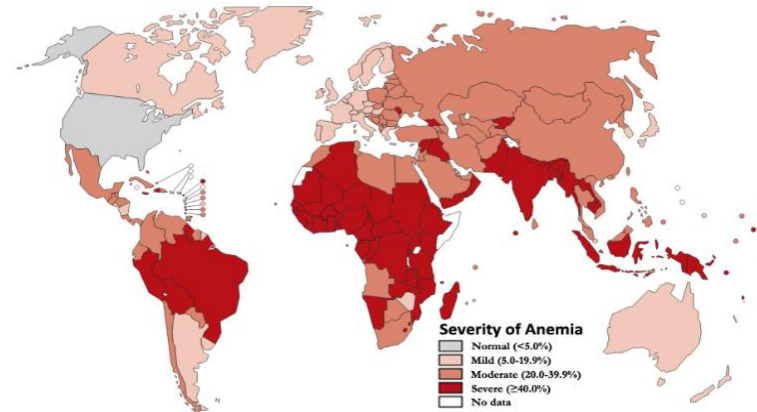 Severity of Anemia
Normal (<5.0%)
Mild (5.0-19.9%)
Moderate (20.0-39.9%)
Severe (≥40.0%)
No data